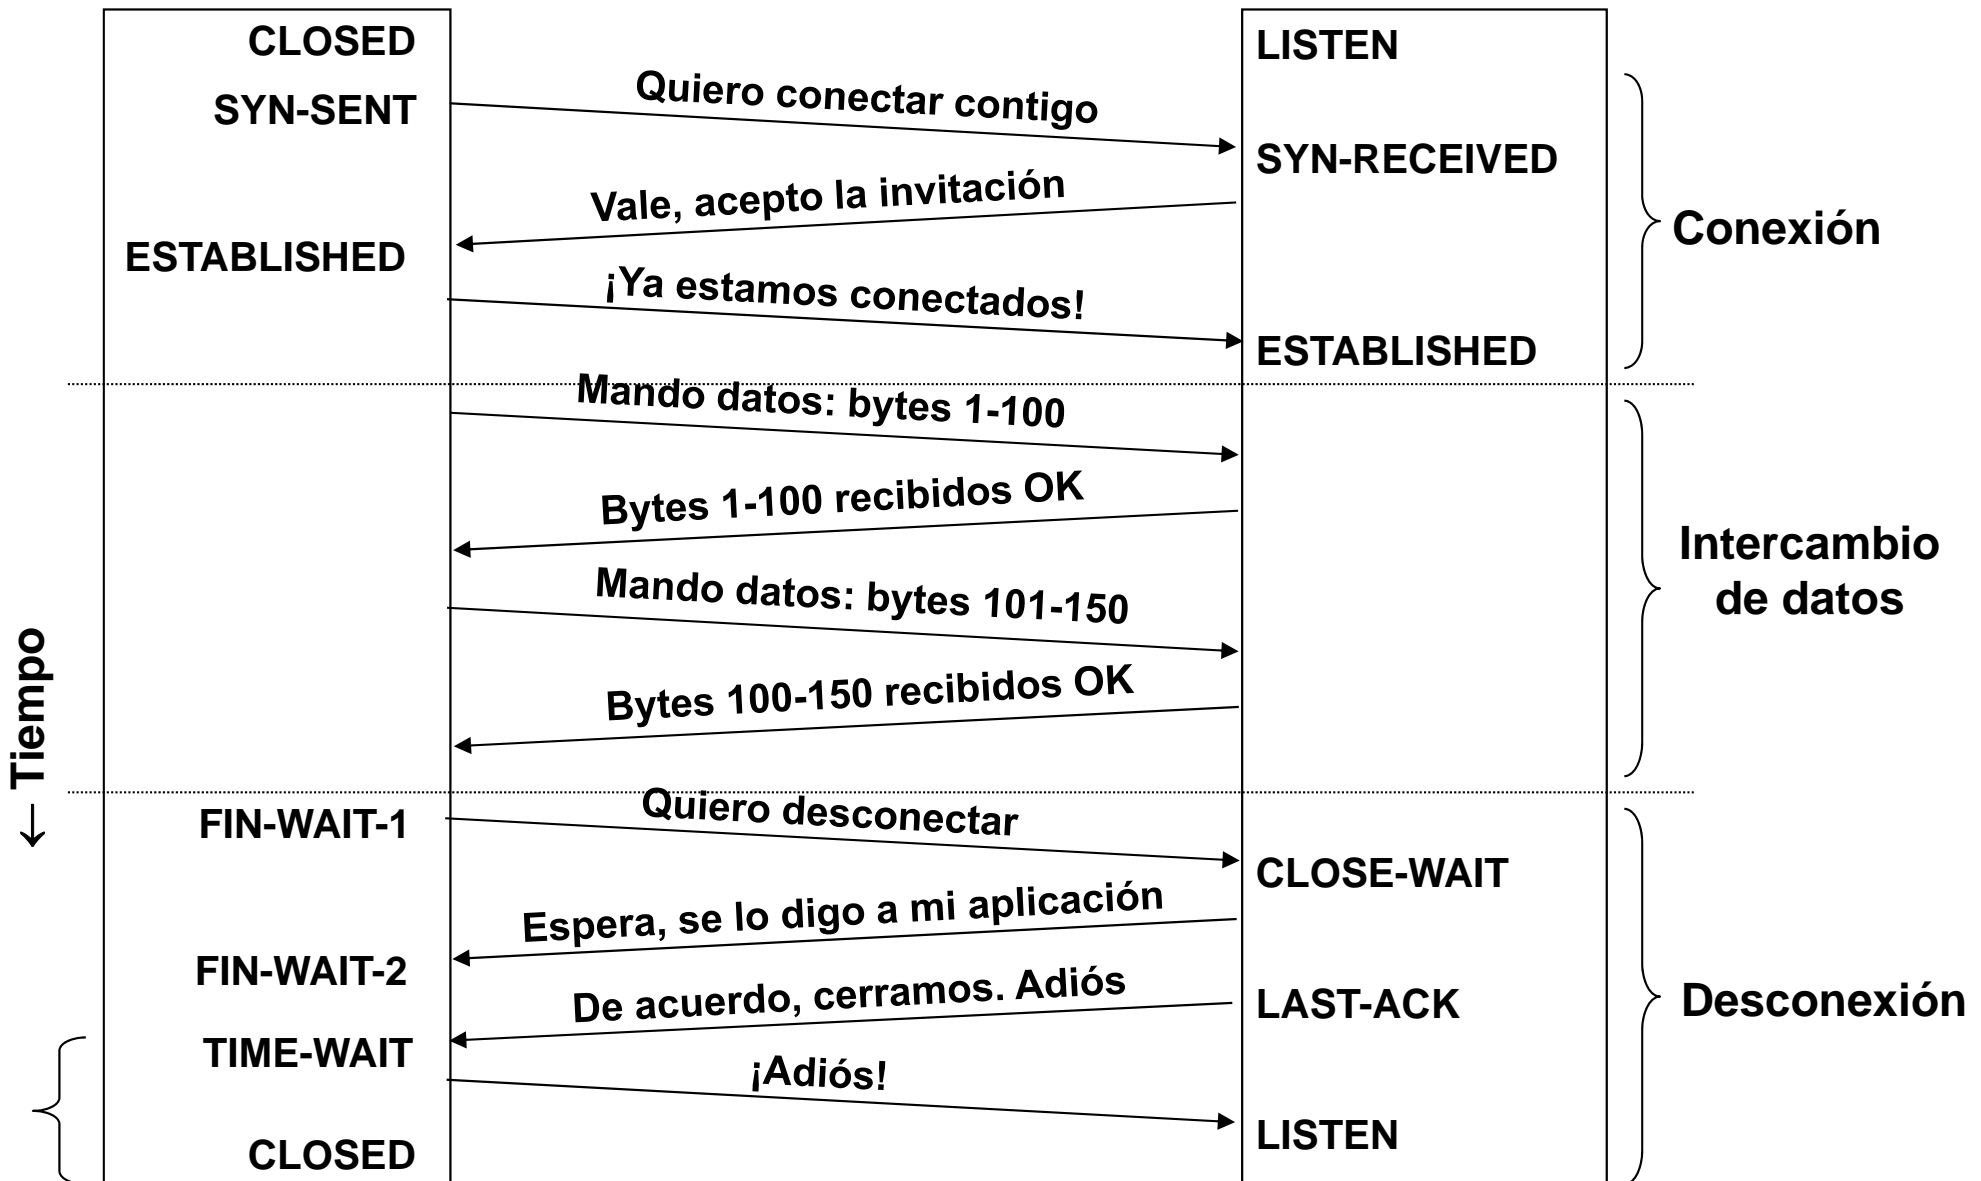 CLOSED
LISTEN
Quiero conectar contigo
SYN-SENT
SYN-RECEIVED
Vale, acepto la invitación
Conexión
ESTABLISHED
¡Ya estamos conectados!
ESTABLISHED
Mando datos: bytes 1-100
Bytes 1-100 recibidos OK
Intercambio
de datos
Mando datos: bytes 101-150
Bytes 100-150 recibidos OK
← Tiempo
Quiero desconectar
FIN-WAIT-1
CLOSE-WAIT
Espera, se lo digo a mi aplicación
FIN-WAIT-2
De acuerdo, cerramos. Adiós
LAST-ACK
Desconexión
TIME-WAIT
¡Adiós!
LISTEN
CLOSED